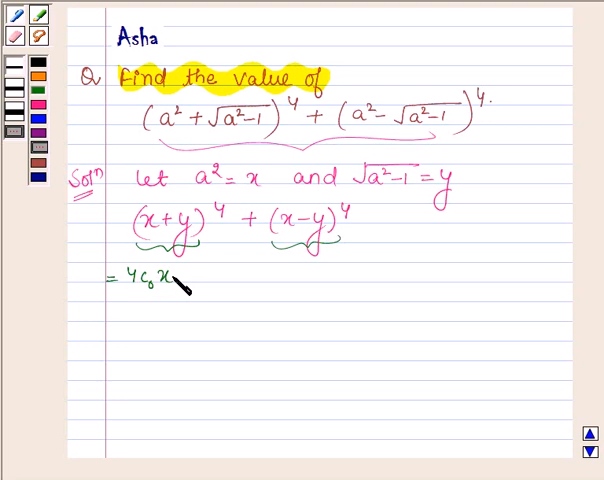 Asha
Q Find the value of
(a² + √a²-1)⁴ + (a² - √a²-1)⁴.
Solⁿ Let a² = x and √a²-1 = y
(x+y)⁴ + (x-y)⁴
= 4c₀ x